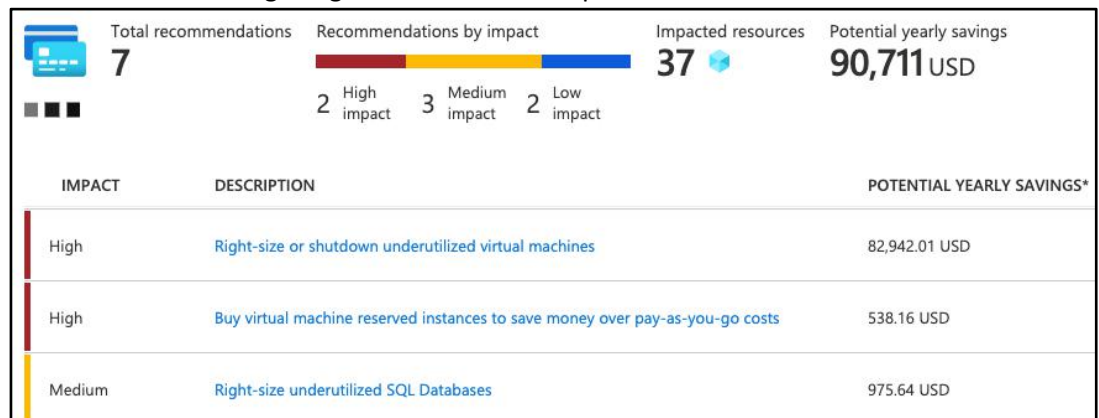 Total recommendations
7
Recommendations by impact
2 High impact
3 Medium impact
2 Low impact
Impacted resources
37
Potential yearly savings
90,711 USD
IMPACT DESCRIPTION POTENTIAL YEARLY SAVINGS*
High Right-size or shutdown underutilized virtual machines 82,942.01 USD
High Buy virtual machine reserved instances to save money over pay-as-you-go costs 538.16 USD
Medium Right-size underutilized SQL Databases 975.64 USD